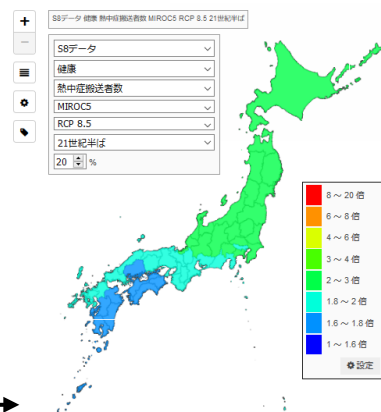 S8データ 健康 熱中症搬送者数 MIROC5 RCP 8.5 21世紀半ば
S8データ
健康
熱中症搬送者数
MIROC5
RCP 8.5
21世紀半ば
20 %
8 ～ 20 倍
6 ～ 8 倍
4 ～ 6 倍
3 ～ 4 倍
2 ～ 3 倍
1.8 ～ 2 倍
1.6 ～ 1.8 倍
1 ～ 1.6 倍
設定